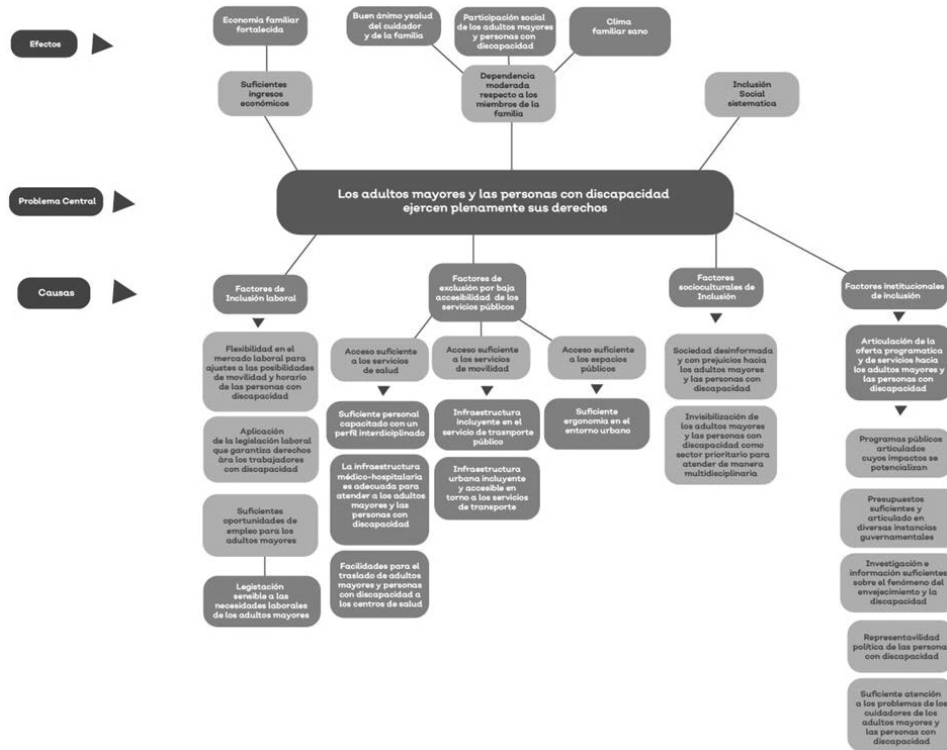 Efectos
Economía familiar
fortalecida
Buen ánimo ysalud
del cuidador
y de la familia
Participación social
de los adultos mayores
y personas con
discapacidad
Clima
familiar sano
Suficientes
ingresos
económicos
Dependencia
moderada
respecto a los
miembros de la
familia
Inclusión
Social
sistematica
Problema Central
Los adultos mayores y las personas con discapacidad
ejercen plenamente sus derechos
Causas
Factores de
Inclusión laboral
Flexibilidad en el
mercado laboral para
ajustes a las posibilidades
de movilidad y horario
de las personas con
discapacidad
Aplicación
de la legislación laboral
que garantiza derechos
àra los trabajadores
con discapacidad
Suficientes
oportunidades de
empleo para los
adultos mayores
Legistación
sensible a las
necesidades laborales
de los adultos mayores
Factores de
exclusión por baja
accesibilidad de los
servicios públicos
Acceso suficiente
a los servicios
de salud
Suficiente personal
capacitado con un
perfil interdiciplinado
La infraestructura
médico-hospitalaria
es adecuada para
atender a los adultos
mayores y las
personas con
discapacidad
Facilidades para el
traslado de adultos
mayores y personas
con discapacidad a
los centros de salud
Acceso suficiente
a los servicios
de movilidad
Infraestructura
incluyente en el
servicio de trasnporte
público
Infraestructura
urbana incluyente
y accesible en
torno a los servicios
de transporte
Acceso suficiente
a los espacios
públicos
Suficiente
ergonomia en el
entorno urbano
Factores
socioculturales de
Inclusión
Sociedad desinformada
y con prejuicios hacia
los adultos mayores
y las personas con
discapacidad
Invisibilización de
los adultos mayores
y las personas con
discapacidad como
sector prioritario para
atender de manera
multidisciplinaria
Factores institucionales
de inclusión
Articulación de la
oferta programatica
y de servicios hacia
los adultos mayores y
las personas con
discapacidad
Programas públicos
articulados
cuyos impactos se
potencializan
Presupuestos
suficientes y
articulado en
diversas instancias
guvernamentales
Investigación e
información suficientes
sobre el fenómeno del
envejecimiento y la
discapacidad
Representavilidad
política de las persona
con discapacidad
Suficiente atención
a los problemas de los
cuidadores de los
adultos mayores y
las personas con
discapacidad